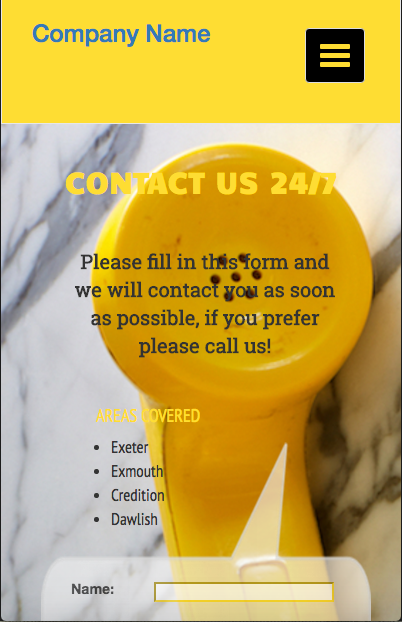 Company Name
CONTACT US 24/7
Please fill in this form and
we will contact you as soon
as possible, if you prefer
please call us!
AREAS COVERED
Exeter
Exmouth
Credition
Dawlish
Name: